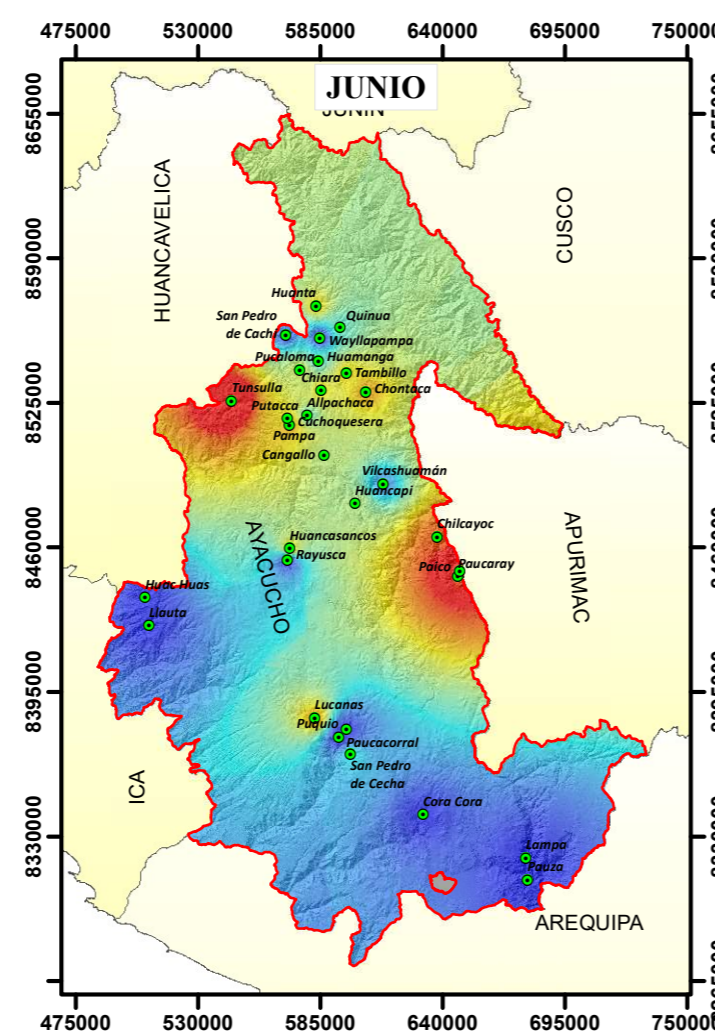 475000 530000 585000 640000 695000 750000
JUNIO
JUNIN
8655000
HUANCAVELICA
CUSCO
8590000
Huanta
San Pedro
de Cachi
Quinua
Wayllapampa
Pucaloma
Huamanga
Chiara
Tambillo
Tunsulla
Chontaca
8525000
Putacca
Allpachaca
Cuchoquesera
Pampa
Cangallo
Vilcashuamán
Huancapi
AYACUCHO
Chilcayoc
APURIMAC
8460000
Huancasancos
Rayusca
Paico
Paucaray
Huac Huas
Llauta
8395000
Lucanas
Puquio
Paucacorral
San Pedro
de Cecha
ICA
Cora Cora
8330000
Lampa
Pauza
AREQUIPA
475000 530000 585000 640000 695000 750000